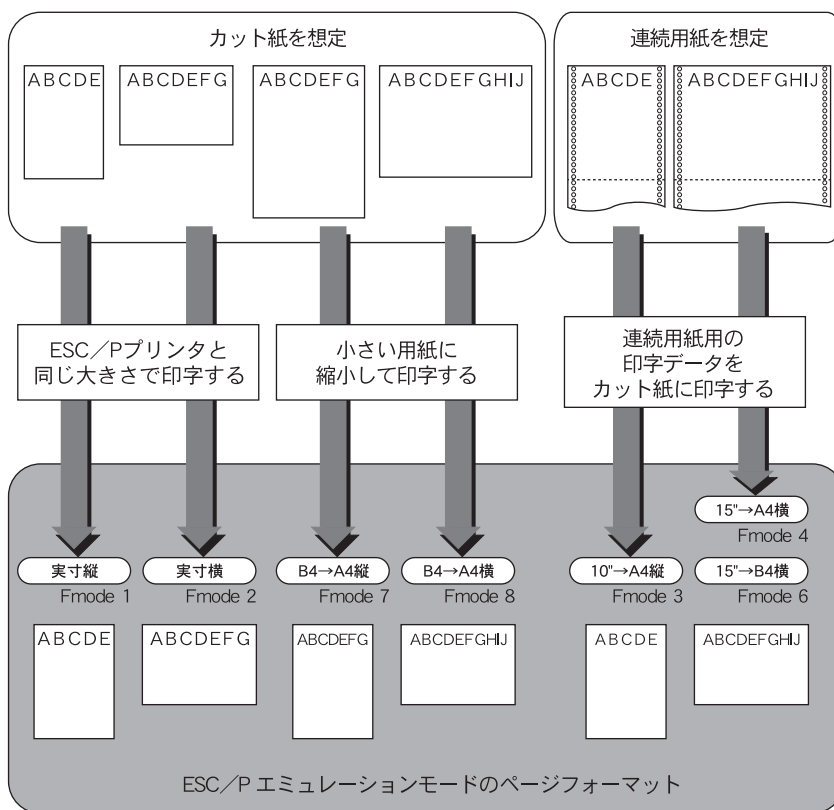 カット紙を想定
連続用紙を想定
ABCDE
ABCDEFG
ABCDEFG
ABCDEFGHIJ
ABCDE
ABCDEFGHIJ
ESC/Pプリンタと
同じ大きさで印字する
小さい用紙に
縮小して印字する
連続用紙用の
印字データを
カット紙に印字する
15"→A4横
Fmode 4
実寸縦
Fmode 1
実寸横
Fmode 2
B4→A4縦
Fmode 7
B4→A4横
Fmode 8
10"→A4縦
Fmode 3
15"→B4横
Fmode 6
ABCDE
ABCDEFG
ABCDEFG
ABCDEFGHIJ
ABCDE
ABCDEFGHIJ
ESC/P エミュレーションモードのページフォーマット